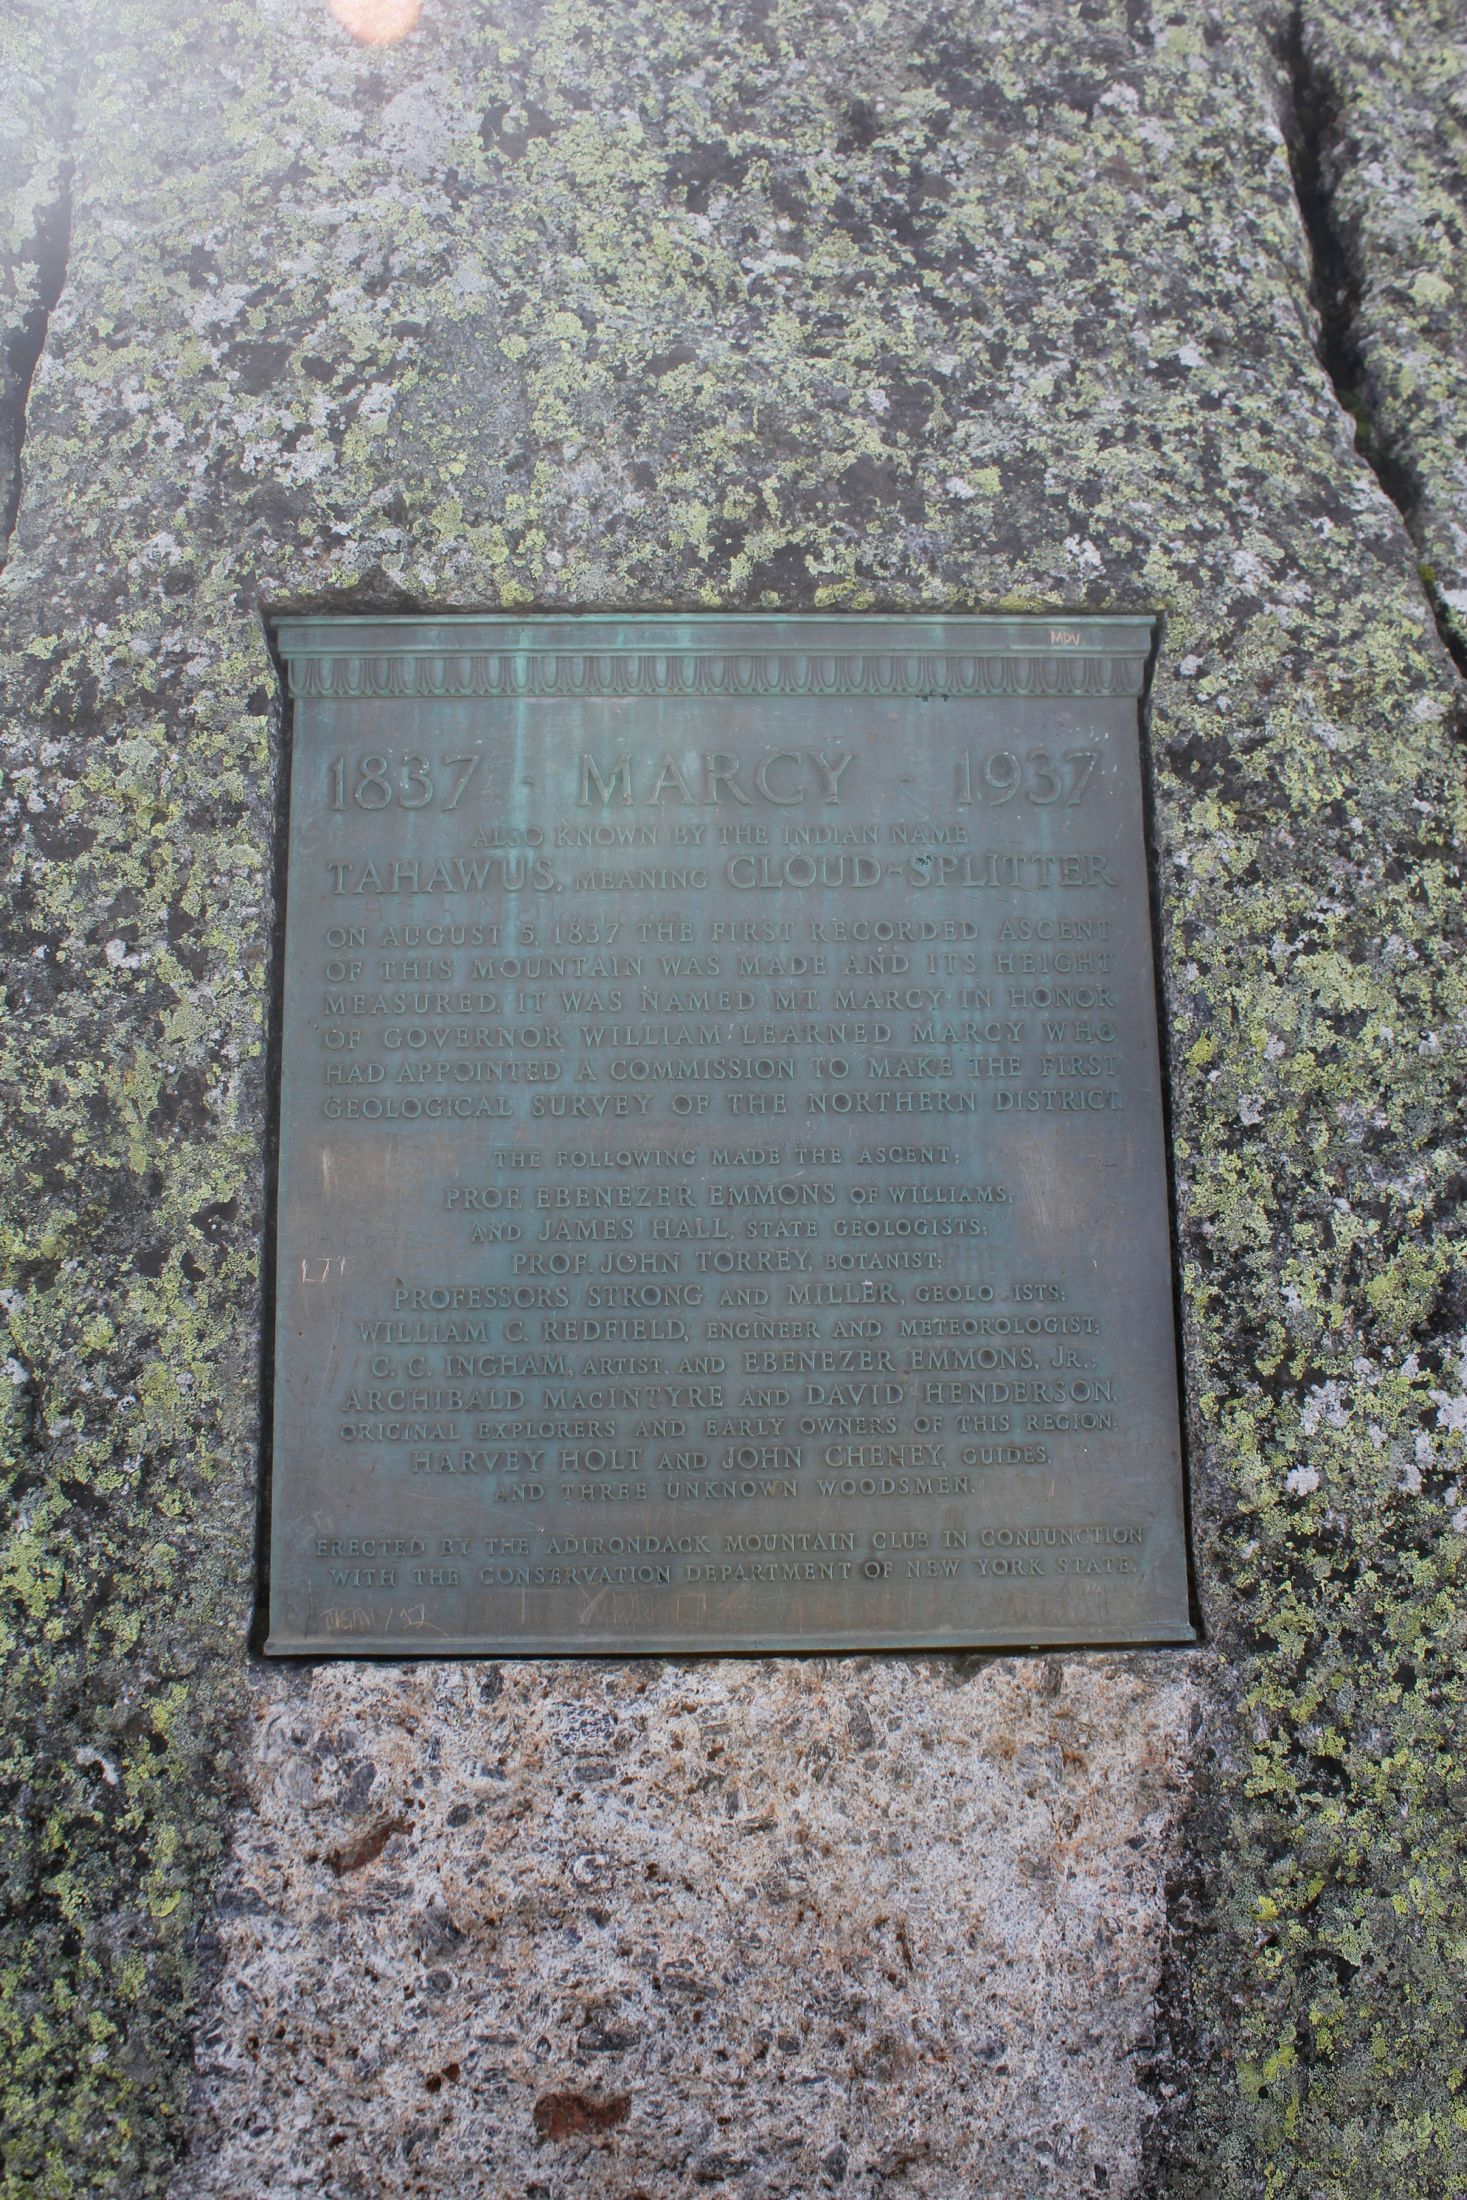 MDV
1837 · MARCY · 1937
ALSO KNOWN BY THE INDIAN NAME
TAHAWUS, MEANING CLOUD-SPLITTER
ON AUGUST 5, 1837 THE FIRST RECORDED ASCENT
OF THIS MOUNTAIN WAS MADE AND ITS HEIGHT
MEASURED. IT WAS NAMED MT. MARCY IN HONOR
OF GOVERNOR WILLIAM LEARNED MARCY WHO
HAD APPOINTED A COMMISSION TO MAKE THE FIRST
GEOLOGICAL SURVEY OF THE NORTHERN DISTRICT.
THE FOLLOWING MADE THE ASCENT;
PROF. EBENEZER EMMONS OF WILLIAMS,
AND JAMES HALL, STATE GEOLOGISTS;
PROF. JOHN TORREY, BOTANIST;
PROFESSORS STRONG AND MILLER, GEOLO ISTS;
WILLIAM C. REDFIELD, ENGINEER AND METEOROLOGIST;
C. C. INGHAM, ARTIST, AND EBENEZER EMMONS, JR.;
ARCHIBALD MACINTYRE AND DAVID HENDERSON,
ORIGINAL EXPLORERS AND EARLY OWNERS OF THIS REGION;
HARVEY HOLT AND JOHN CHENEY, GUIDES,
AND THREE UNKNOWN WOODSMEN.
ERECTED BY THE ADIRONDACK MOUNTAIN CLUB IN CONJUNCTION
WITH THE CONSERVATION DEPARTMENT OF NEW YORK STATE.